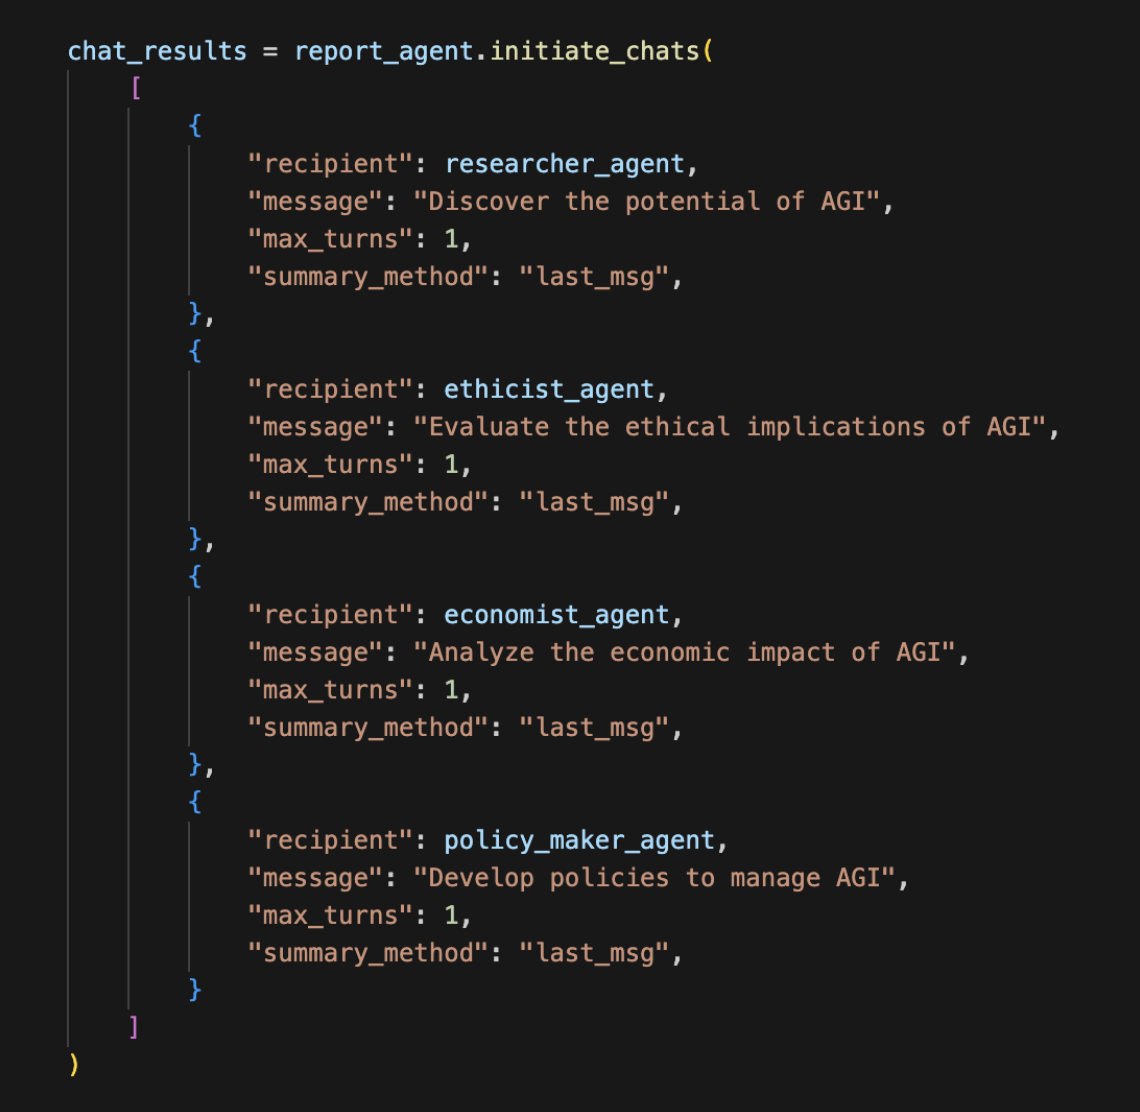 chat_results = report_agent.initiate_chats(
[
{
"recipient": researcher_agent,
"message": "Discover the potential of AGI",
"max_turns": 1,
"summary_method": "last_msg",
},
{
"recipient": ethicist_agent,
"message": "Evaluate the ethical implications of AGI",
"max_turns": 1,
"summary_method": "last_msg",
},
{
"recipient": economist_agent,
"message": "Analyze the economic impact of AGI",
"max_turns": 1,
"summary_method": "last_msg",
},
{
"recipient": policy_maker_agent,
"message": "Develop policies to manage AGI",
"max_turns": 1,
"summary_method": "last_msg",
}
]
)